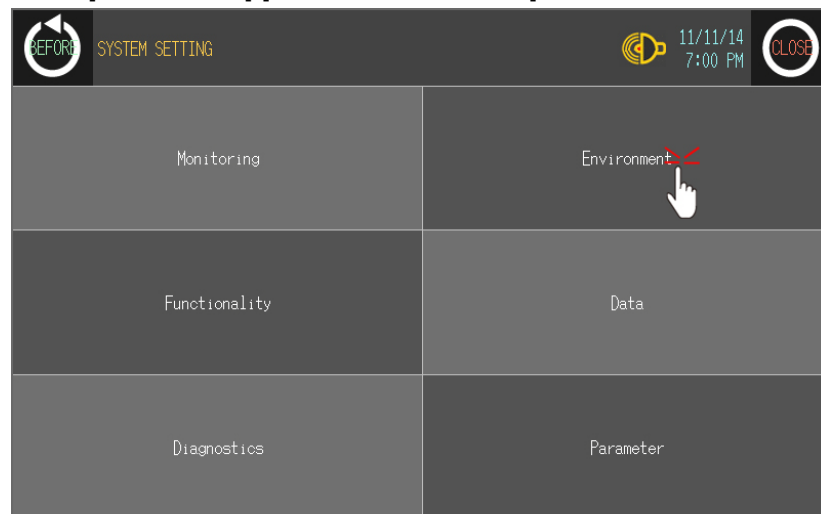 BEFORE
SYSTEM SETTING
11/11/14
7:00 PM
CLOSE
Monitoring
Environment
Functionality
Data
Diagnostics
Parameter